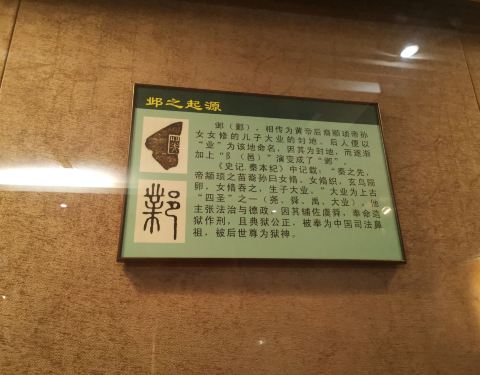 邺之起源
邺（鄴），相传为黄帝后裔颛顼帝孙
女女修的儿子大业的封地。后人便以
“业”为该地命名，因其为封地，而逐渐
加上“阝（邑）”演变成了“邺”。
《史记.秦本纪》中记载：“秦之先，
帝颛顼之苗裔孙曰女脩，女脩织，玄鸟陨
卵，女脩吞之，生子大业。”大业为上古
“四圣”之一（尧、舜、禹、大业），他
主张法治与德政，因其辅佐虞舜，奉命造
狱作刑，且典狱公正，被奉为中国司法鼻
祖，被后世尊为狱神。
鄴